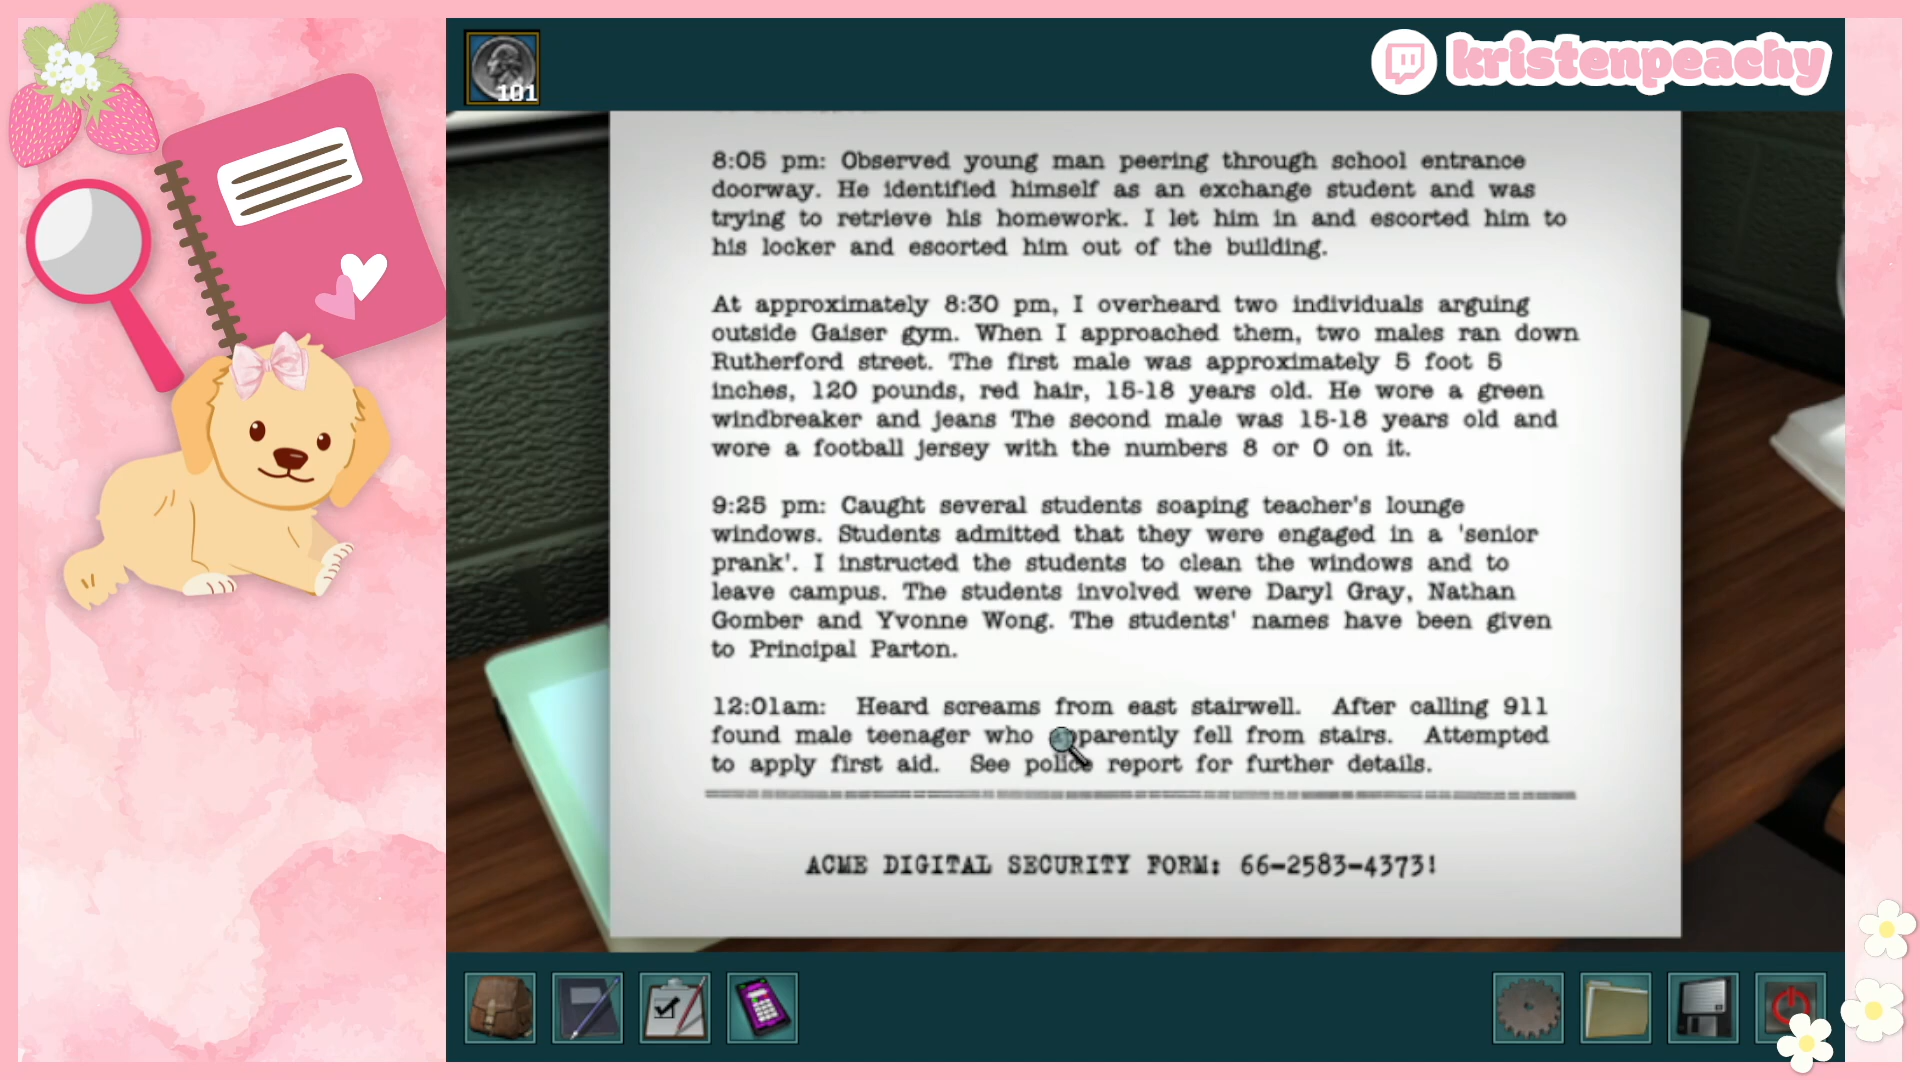 101
kristenpeachy
8:05 pm: Observed young man peering through school entrance
doorway. He identified himself as an exchange student and was
trying to retrieve his homework. I let him in and escorted him to
his locker and escorted him out of the building.
At approximately 8:30 pm, I overheard two individuals arguing
outside Gaiser gym. When I approached them, two males ran down
Rutherford street. The first male was approximately 5 foot 5
inches, 120 pounds, red hair, 15-18 years old. He wore a green
windbreaker and jeans The second male was 15-18 years old and
wore a football jersey with the numbers 8 or 0 on it.
9:25 pm: Caught several students soaping teacher's lounge
windows. Students admitted that they were engaged in a 'senior
prank'. I instructed the students to clean the windows and to
leave campus. The students involved were Daryl Gray, Nathan
Gomber and Yvonne Wong. The students' names have been given
to Principal Parton.
12:01am: Heard screams from east stairwell. After calling 911
found male teenager who apparently fell from stairs. Attempted
to apply first aid. See police report for further details.
ACME DIGITAL SECURITY FORM: 66-2583-4373!